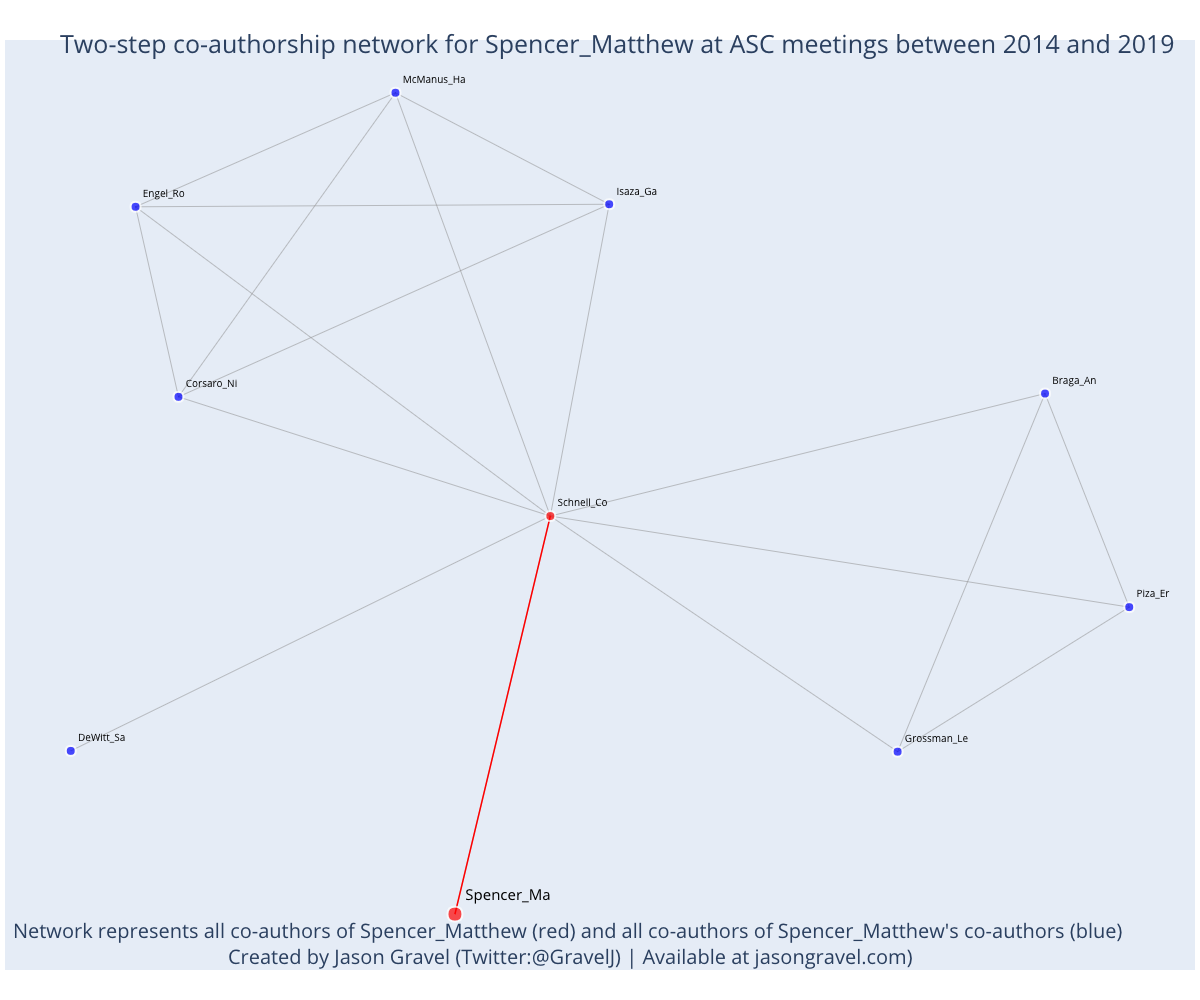 Two-step co-authorship network for Spencer_Matthew at ASC meetings between 2014 and 2019
McManus_Ha
Engel_Ro
Isaza_Ga
Corsaro_Ni
Braga_An
Schnell_Co
Piza_Er
DeWitt_Sa
Grossman_Le
Spencer_Ma
Network represents all co-authors of Spencer_Matthew (red) and all co-authors of Spencer_Matthew's co-authors (blue)
Created by Jason Gravel (Twitter:@GravelJ) | Available at jasongravel.com)